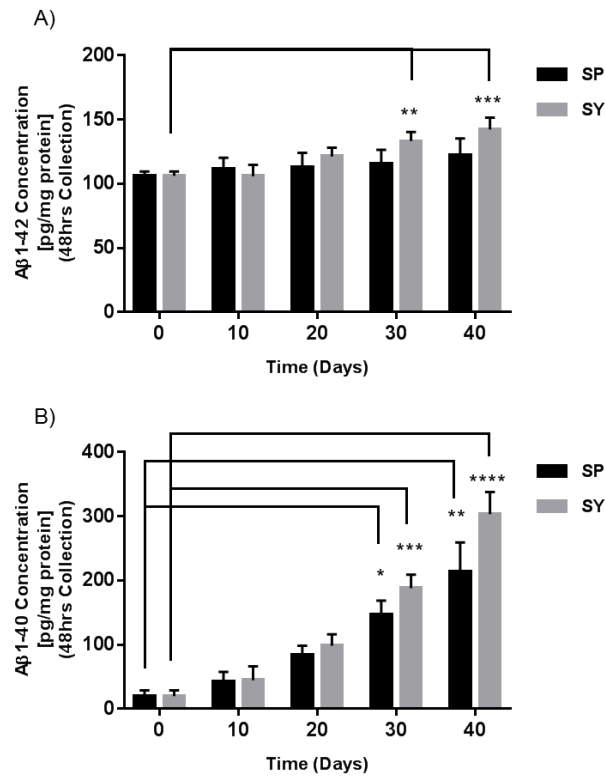 A)
Aβ1-42 Concentration
[pg/mg protein]
(48hrs Collection)
200
150
100
50
0
** ***
SP
SY
0 10 20 30 40
Time (Days)
B)
Aβ1-40 Concentration
[pg/mg protein]
(48hrs Collection)
400
300
200
100
0
* *** ** ****
SP
SY
0 10 20 30 40
Time (Days)